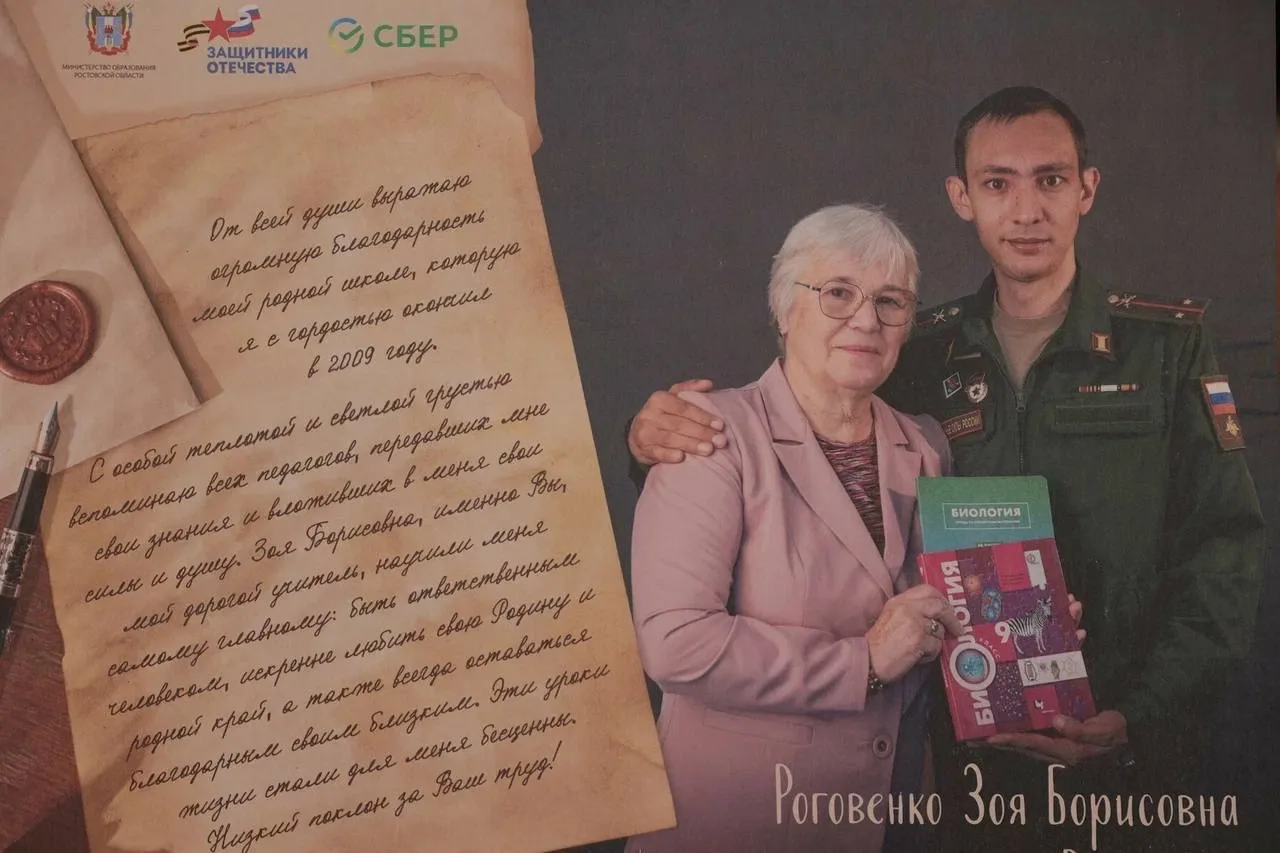 МИНИСТЕРСТВО ОБРАЗОВАНИЯ
РОСТОВСКОЙ ОБЛАСТИ
ЗАЩИТНИКИ
ОТЕЧЕСТВА
СБЕР
От всей души выражаю
огромную благодарность
моей родной школе, которую
я с гордостью окончил
в 2009 году.
С особой теплотой и светлой грустью
вспоминаю всех педагогов, передавших мне
свои знания и вложивших в меня свои
силы и душу. Зоя Борисовна, именно Вы,
мой дорогой учитель, научили меня
самому главному: быть ответственным
человеком, искренне любить свою Родину и
родной край, а также всегда оставаться
благодарным своим близким. Эти уроки
жизни стали для меня бесценны.
Низкий поклон за Ваш труд!
РОССИИ
БИОЛОГИЯ
БИОЛОГИЯ
9
КЛАСС
Роговенко Зоя Борисовна